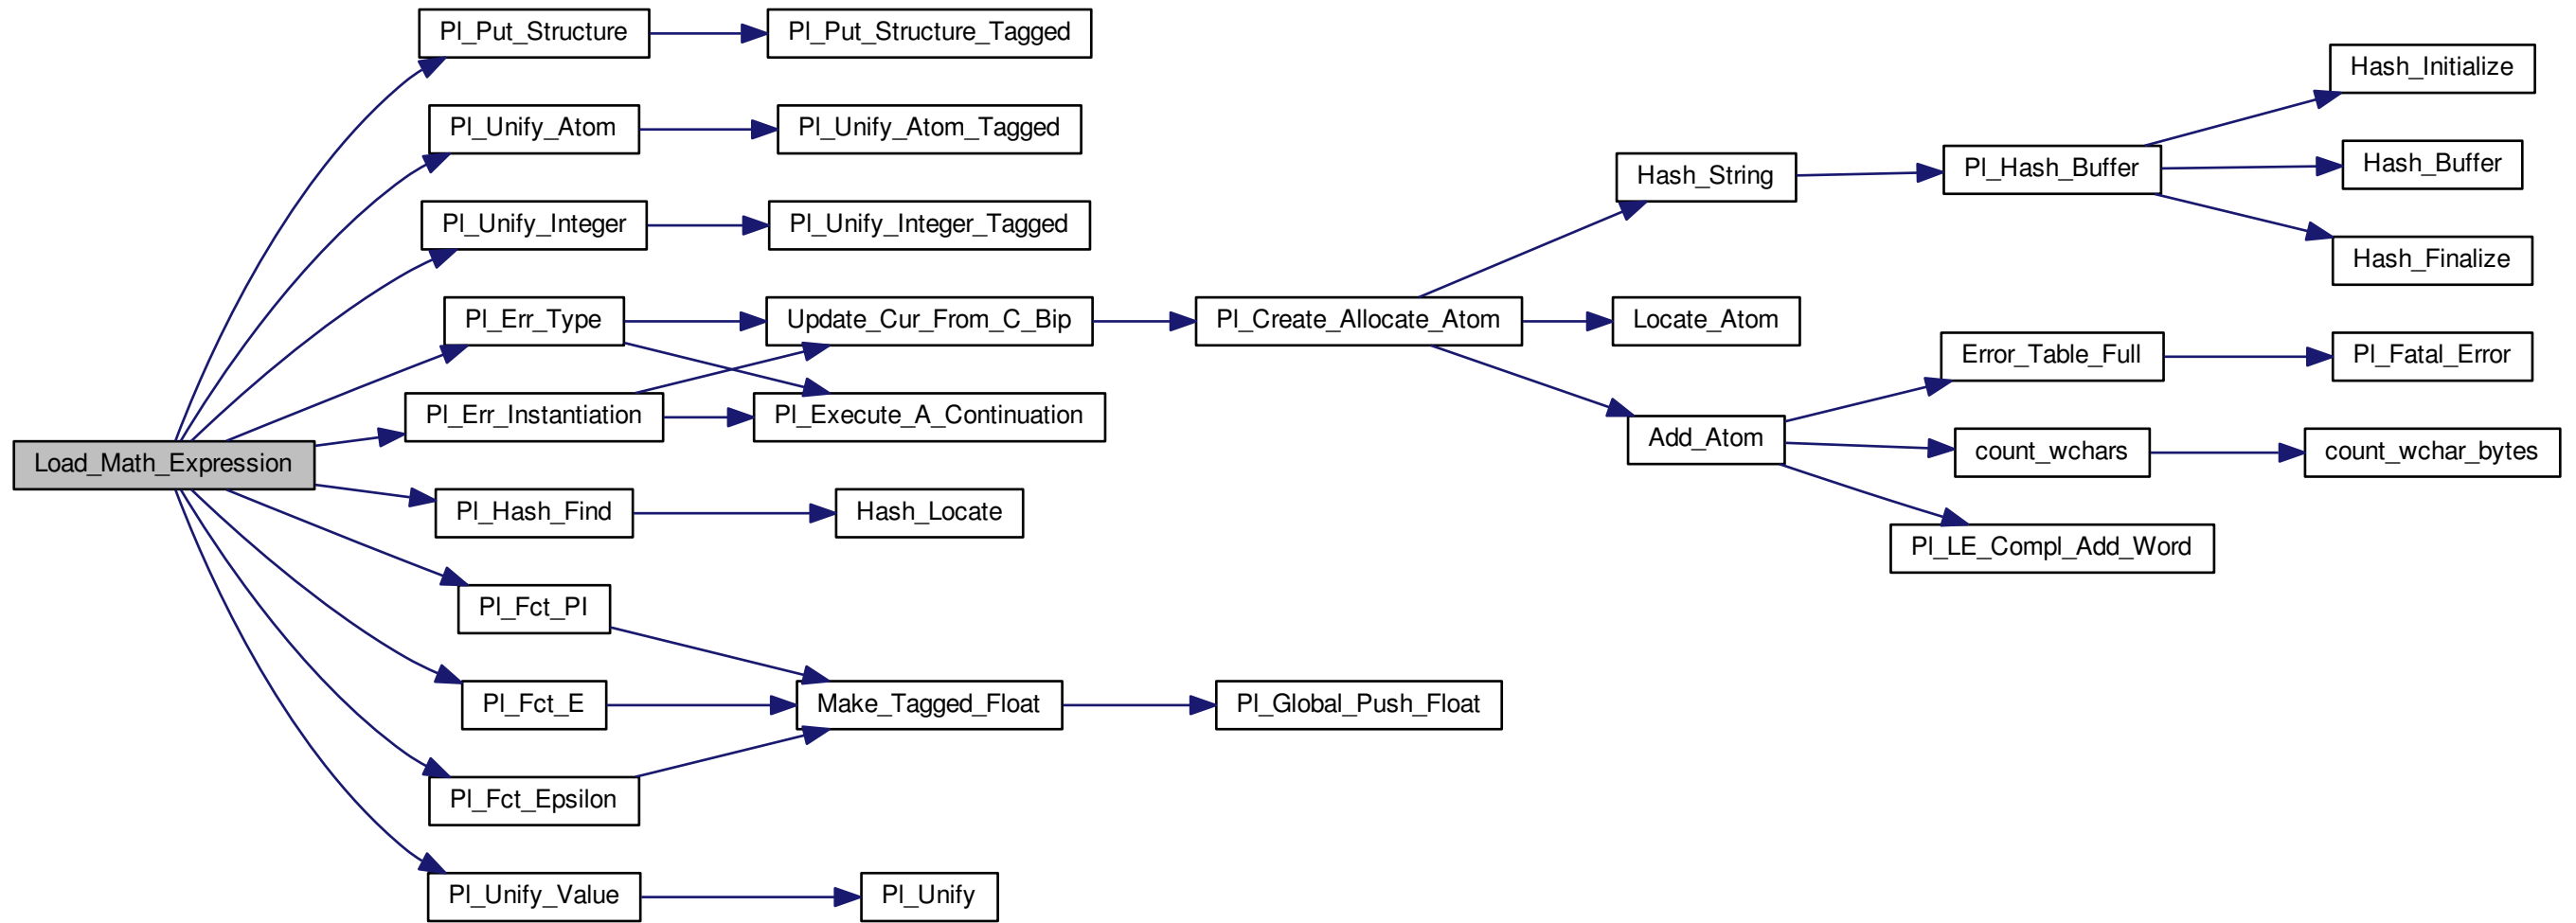 Pl_Put_Structure
Pl_Put_Structure_Tagged
Hash_Initialize
Pl_Unify_Atom
Pl_Unify_Atom_Tagged
Hash_String
Pl_Hash_Buffer
Hash_Buffer
Pl_Unify_Integer
Pl_Unify_Integer_Tagged
Hash_Finalize
Pl_Err_Type
Update_Cur_From_C_Bip
Pl_Create_Allocate_Atom
Locate_Atom
Error_Table_Full
Pl_Fatal_Error
Pl_Err_Instantiation
Pl_Execute_A_Continuation
Add_Atom
count_wchars
count_wchar_bytes
Load_Math_Expression
Pl_Hash_Find
Hash_Locate
Pl_LE_Compl_Add_Word
Pl_Fct_PI
Pl_Fct_E
Make_Tagged_Float
Pl_Global_Push_Float
Pl_Fct_Epsilon
Pl_Unify_Value
Pl_Unify